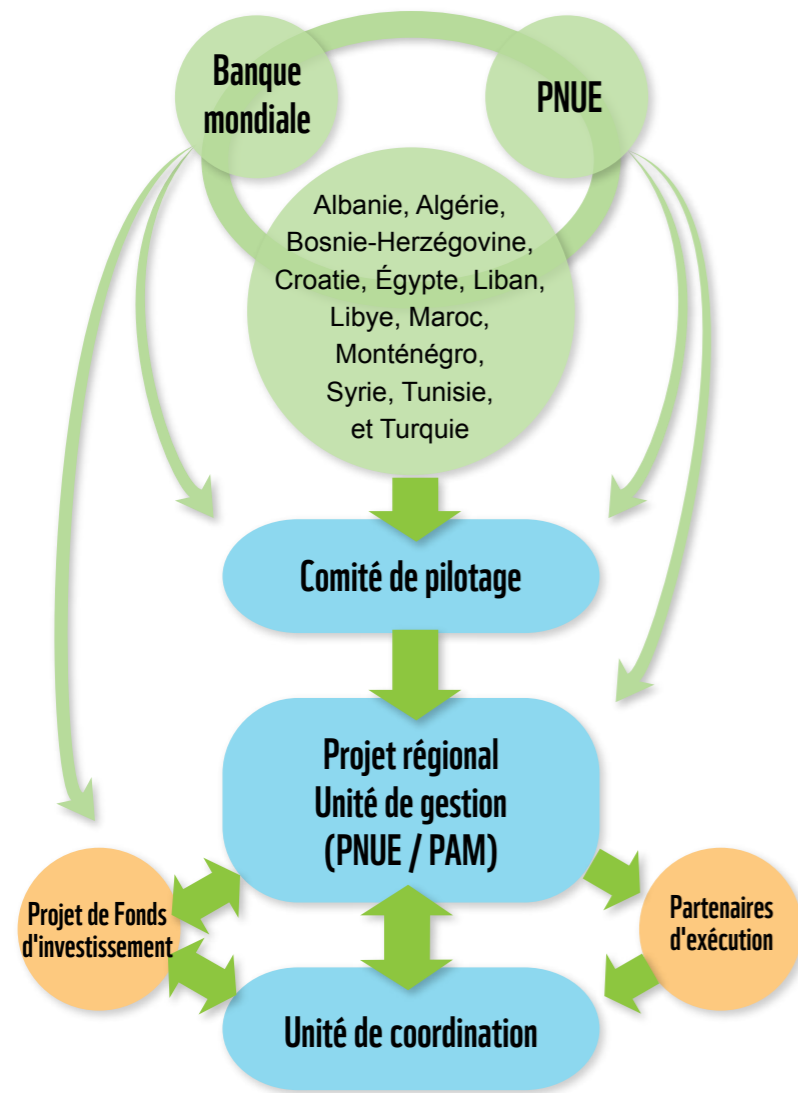 Banque
mondiale
PNUE
Albanie, Algérie,
Bosnie-Herzégovine,
Croatie, Égypte, Liban,
Libye, Maroc,
Monténégro,
Syrie, Tunisie,
et Turquie
Comité de pilotage
Projet régional
Unité de gestion
(PNUE / PAM)
Projet de Fonds
d'investissement
Partenaires
d'exécution
Unité de coordination